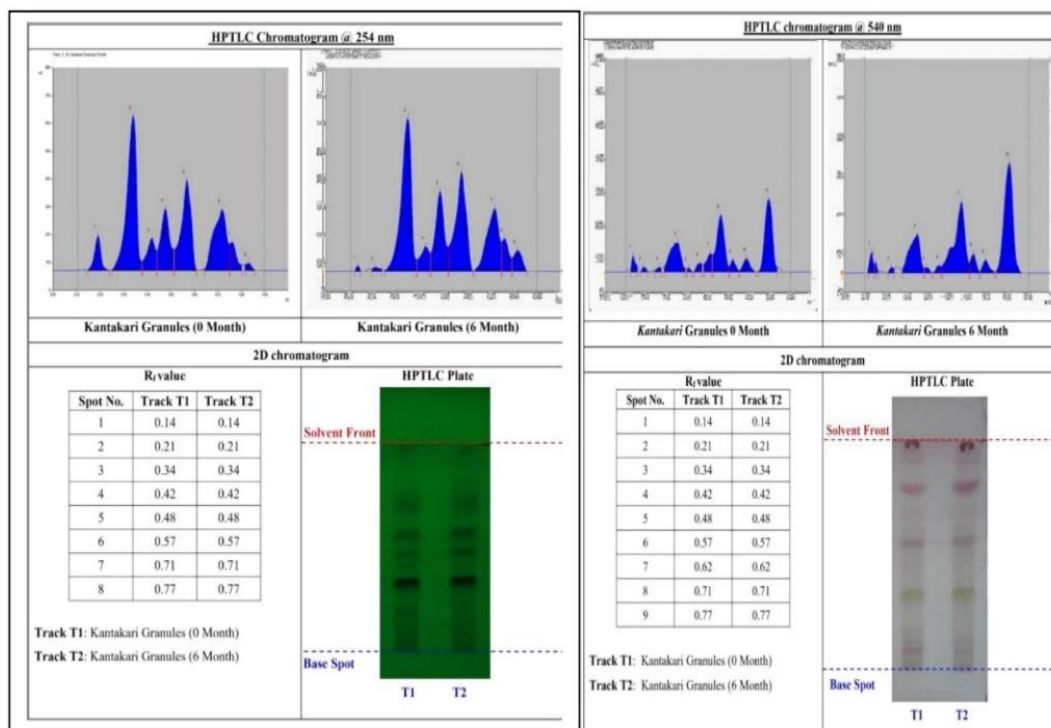 HPTLC Chromatogram @ 254 nm
Kantakari Granules (0 Month)
Kantakari Granules (6 Month)
2D chromatogram
Rf value
Spot No. Track T1 Track T2
1 0.14 0.14
2 0.21 0.21
3 0.34 0.34
4 0.42 0.42
5 0.48 0.48
6 0.57 0.57
7 0.71 0.71
8 0.77 0.77
Track T1: Kantakari Granules (0 Month)
Track T2: Kantakari Granules (6 Month)
HPTLC Plate
Solvent Front
Base Spot
T1 T2
HPTLC chromatogram @ 540 nm
Kantakari Granules 0 Month
Kantakari Granules 6 Month
2D chromatogram
Rf value
Spot No. Track T1 Track T2
1 0.14 0.14
2 0.21 0.21
3 0.34 0.34
4 0.42 0.42
5 0.48 0.48
6 0.57 0.57
7 0.62 0.62
8 0.71 0.71
9 0.77 0.77
Track T1: Kantakari Granules (0 Month)
Track T2: Kantakari Granules (6 Month)
HPTLC Plate
Solvent Front
Base Spot
T1 T2